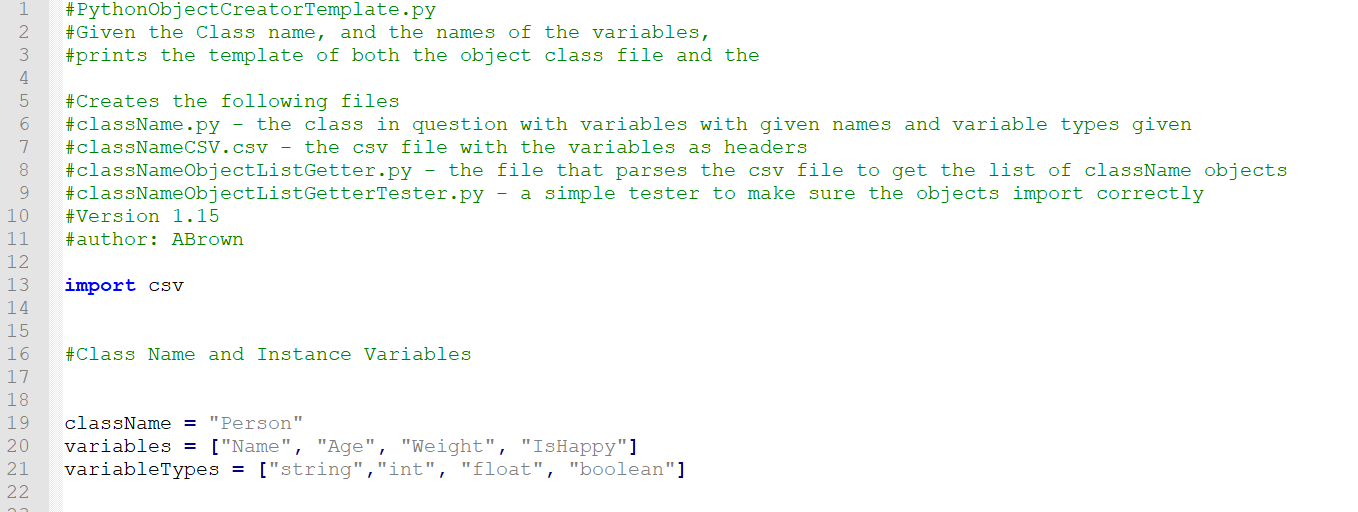 1 #PythonObjectCreatorTemplate.py
2 #Given the Class name, and the names of the variables,
3 #prints the template of both the object class file and the
4
5 #Creates the following files
6 #className.py - the class in question with variables with given names and variable types given
7 #classNameCSV.csv - the csv file with the variables as headers
8 #classNameObjectListGetter.py - the file that parses the csv file to get the list of className objects
9 #classNameObjectListGetterTester.py - a simple tester to make sure the objects import correctly
10 #Version 1.15
11 #author: ABrown
12
13 import csv
14
15
16 #Class Name and Instance Variables
17
18
19 className = "Person"
20 variables = ["Name", "Age", "Weight", "IsHappy"]
21 variableTypes = ["string","int", "float", "boolean"]
22